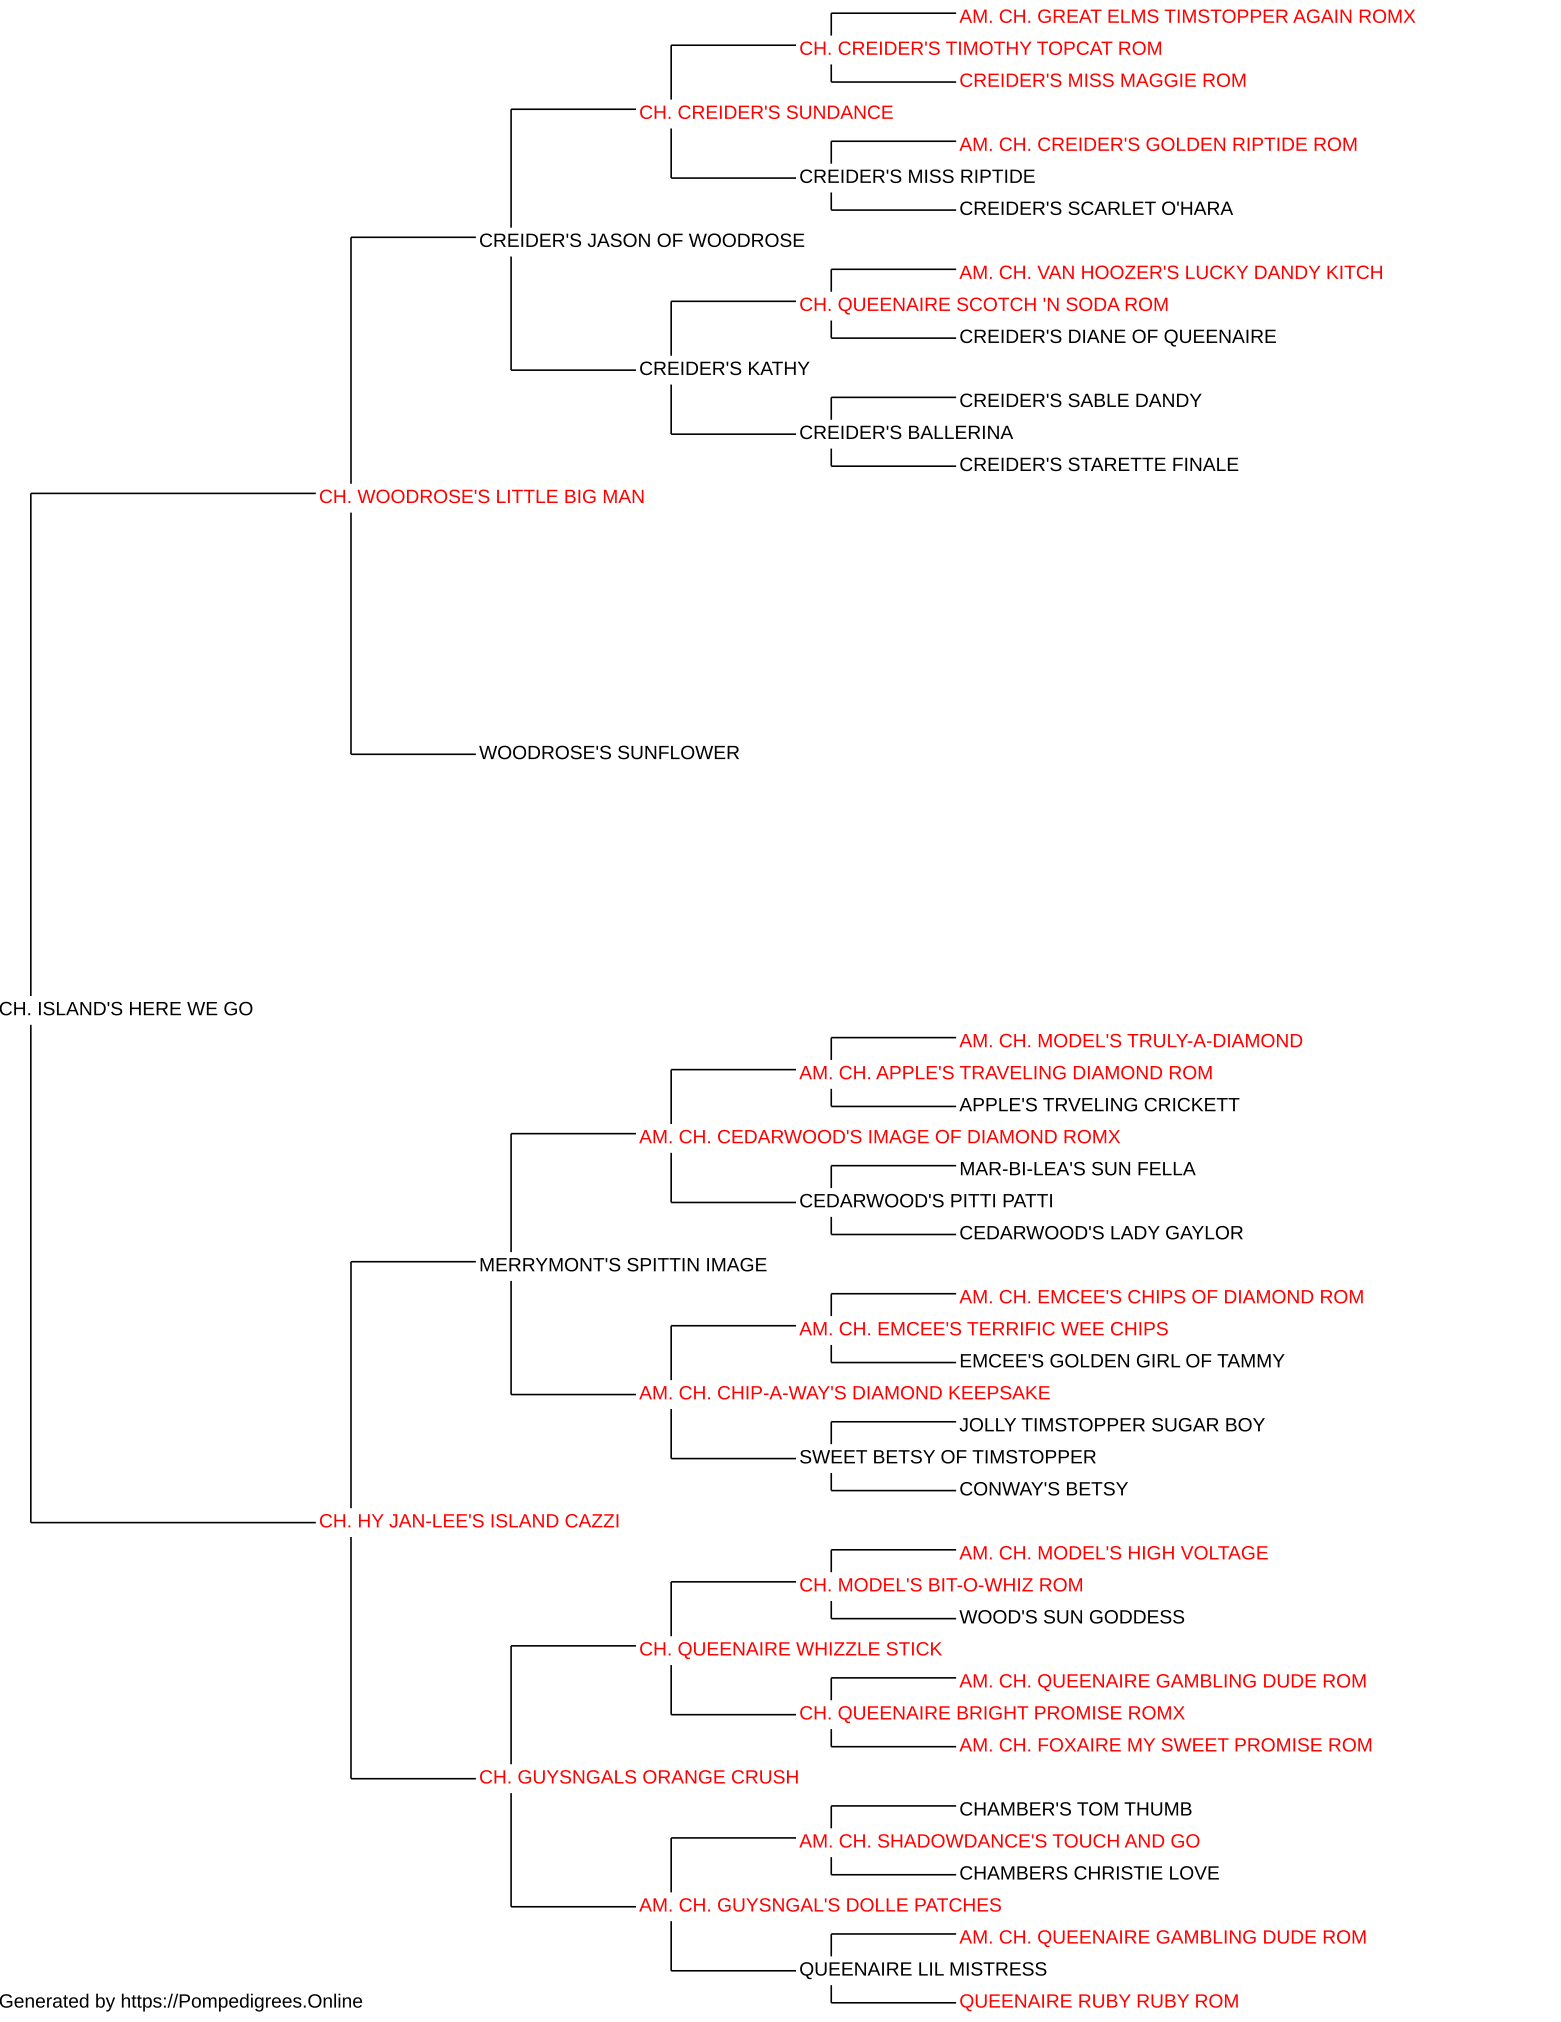 AM. CH. GREAT ELMS TIMSTOPPER AGAIN ROMX
CH. CREIDER'S TIMOTHY TOPCAT ROM
CREIDER'S MISS MAGGIE ROM
CH. CREIDER'S SUNDANCE
AM. CH. CREIDER'S GOLDEN RIPTIDE ROM
CREIDER'S MISS RIPTIDE
CREIDER'S SCARLET O'HARA
CREIDER'S JASON OF WOODROSE
AM. CH. VAN HOOZER'S LUCKY DANDY KITCH
CH. QUEENAIRE SCOTCH 'N SODA ROM
CREIDER'S DIANE OF QUEENAIRE
CREIDER'S KATHY
CREIDER'S SABLE DANDY
CREIDER'S BALLERINA
CREIDER'S STARETTE FINALE
CH. WOODROSE'S LITTLE BIG MAN
WOODROSE'S SUNFLOWER
CH. ISLAND'S HERE WE GO
AM. CH. MODEL'S TRULY-A-DIAMOND
AM. CH. APPLE'S TRAVELING DIAMOND ROM
APPLE'S TRVELING CRICKETT
AM. CH. CEDARWOOD'S IMAGE OF DIAMOND ROMX
MAR-BI-LEA'S SUN FELLA
CEDARWOOD'S PITTI PATTI
CEDARWOOD'S LADY GAYLOR
MERRYMONT'S SPITTIN IMAGE
AM. CH. EMCEE'S CHIPS OF DIAMOND ROM
AM. CH. EMCEE'S TERRIFIC WEE CHIPS
EMCEE'S GOLDEN GIRL OF TAMMY
AM. CH. CHIP-A-WAY'S DIAMOND KEEPSAKE
JOLLY TIMSTOPPER SUGAR BOY
SWEET BETSY OF TIMSTOPPER
CONWAY'S BETSY
CH. HY JAN-LEE'S ISLAND CAZZI
AM. CH. MODEL'S HIGH VOLTAGE
CH. MODEL'S BIT-O-WHIZ ROM
WOOD'S SUN GODDESS
CH. QUEENAIRE WHIZZLE STICK
AM. CH. QUEENAIRE GAMBLING DUDE ROM
CH. QUEENAIRE BRIGHT PROMISE ROMX
AM. CH. FOXAIRE MY SWEET PROMISE ROM
CH. GUYSNGALS ORANGE CRUSH
CHAMBER'S TOM THUMB
AM. CH. SHADOWDANCE'S TOUCH AND GO
CHAMBERS CHRISTIE LOVE
AM. CH. GUYSNGAL'S DOLLE PATCHES
AM. CH. QUEENAIRE GAMBLING DUDE ROM
QUEENAIRE LIL MISTRESS
QUEENAIRE RUBY RUBY ROM
Generated by https://Pompedigrees.Online